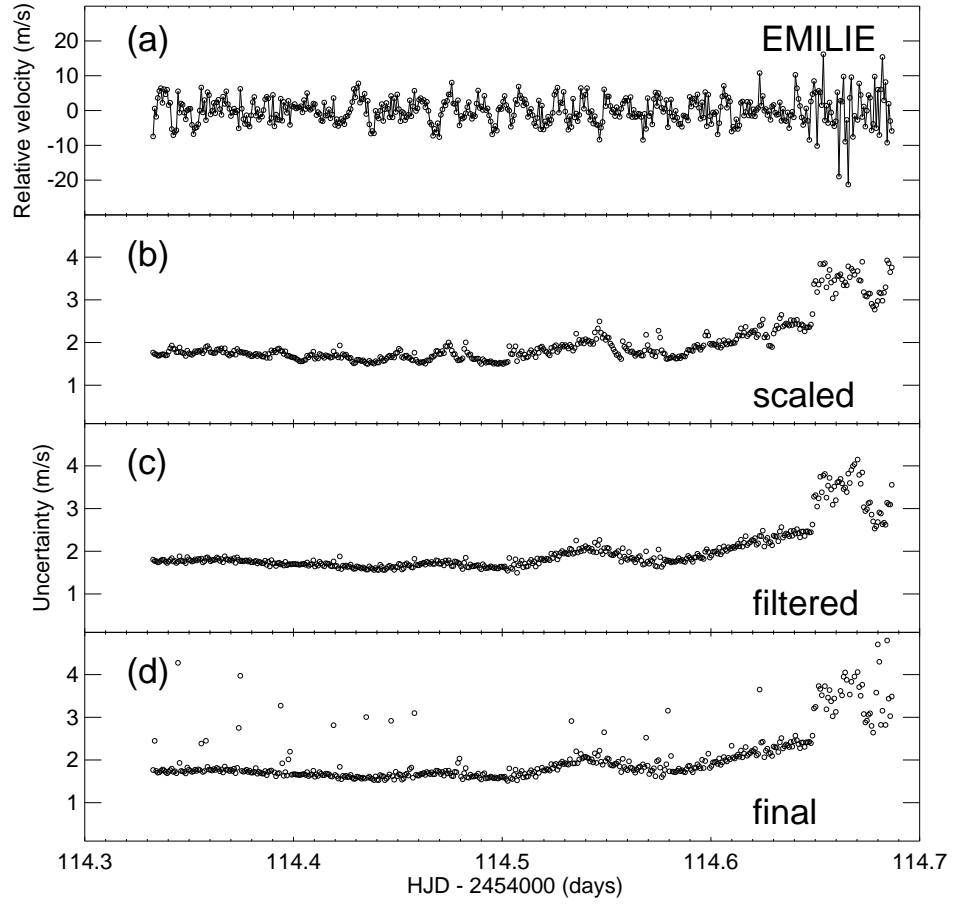 (a)
EMILIE
Relative velocity (m/s)
20
10
0
-10
-20
(b)
4
3
2
1
scaled
(c)
Uncertainty (m/s)
4
3
2
1
filtered
(d)
4
3
2
1
final
114.3
114.4
114.5
114.6
114.7
HJD - 2454000 (days)